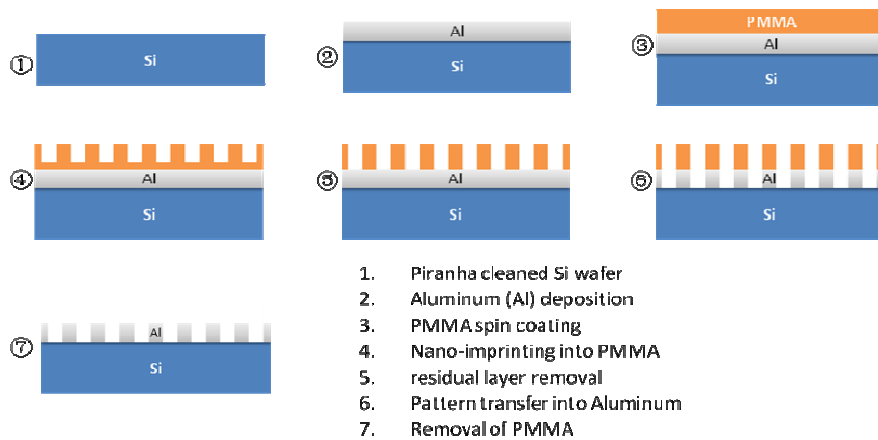 ① Si
② Al
Si
③ PMMA
Al
Si
④ Al
Si
⑤ Al
Si
⑥ Al
Si
⑦ Al
Si
1. Piranha cleaned Si wafer
2. Aluminum (Al) deposition
3. PMMA spin coating
4. Nano-imprinting into PMMA
5. residual layer removal
6. Pattern transfer into Aluminum
7. Removal of PMMA